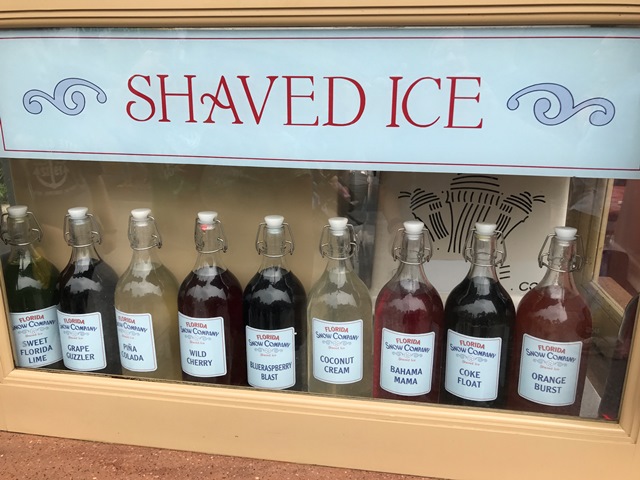 SHAVED ICE
FLORIDA
SNOW COMPANY
SWEET
FLORIDA
LIME
FLORIDA
SNOW COMPANY
GRAPE
GUZZLER
FLORIDA
SNOW COMPANY
PIÑA
COLADA
FLORIDA
SNOW COMPANY
WILD
CHERRY
FLORIDA
SNOW COMPANY
BLUERASPBERRY
BLAST
FLORIDA
SNOW COMPANY
COCONUT
CREAM
FLORIDA
SNOW COMPANY
BAHAMA
MAMA
FLORIDA
SNOW COMPANY
COKE
FLOAT
FLORIDA
SNOW COMPANY
ORANGE
BURST